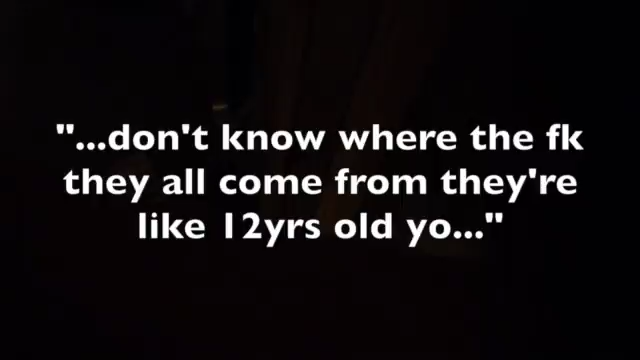 "...don't know where the fk
they all come from they're
like 12yrs old yo..."